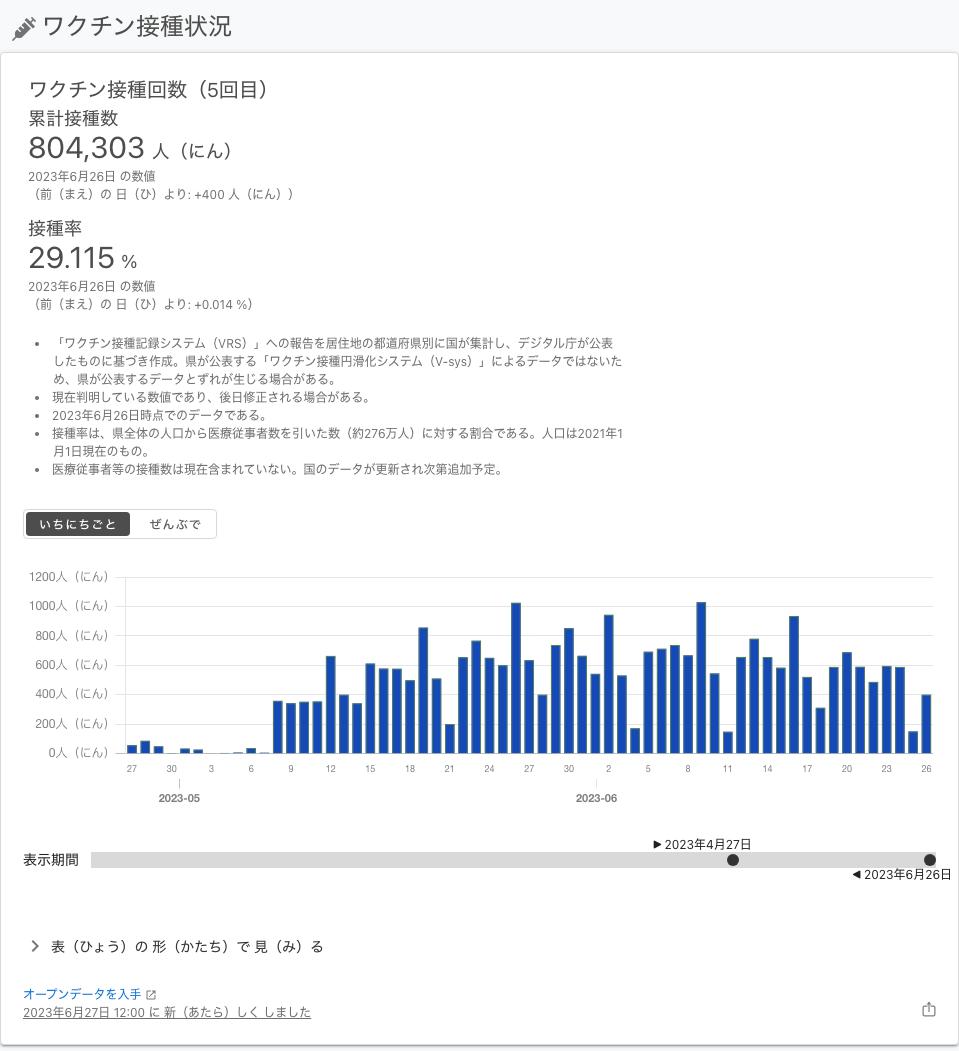 ワクチン接種状況
ワクチン接種回数（5回目）
累計接種数
804,303 人（にん）
2023年6月26日 の数値
（前（まえ）の 日（ひ）より: +400 人（にん））
接種率
29.115 %
2023年6月26日 の数値
（前（まえ）の 日（ひ）より: +0.014 %）
• 「ワクチン接種記録システム（VRS）」への報告を居住地の都道府県別に国が集計し、デジタル庁が公表
したものに基づき作成。県が公表する「ワクチン接種円滑化システム（V-sys）」によるデータではないた
め、県が公表するデータとずれが生じる場合がある。
• 現在判明している数値であり、後日修正される場合がある。
• 2023年6月26日時点でのデータである。
• 接種率は、県全体の人口から医療従事者数を引いた数（約276万人）に対する割合である。人口は2021年1
月1日現在のもの。
• 医療従事者等の接種数は現在含まれていない。国のデータが更新され次第追加予定。
いちにちごと ぜんぶで
1200人（にん）
1000人（にん）
800人（にん）
600人（にん）
400人（にん）
200人（にん）
0人（にん）
27 30 3 6 9 12 15 18 21 24 27 30 2 5 8 11 14 17 20 23 26
2023-05 2023-06
▶ 2023年4月27日
表示期間
◀ 2023年6月26日
表（ひょう）の 形（かたち）で 見（み）る
オープンデータを入手
2023年6月27日 12:00 に 新（あたら）しく しました